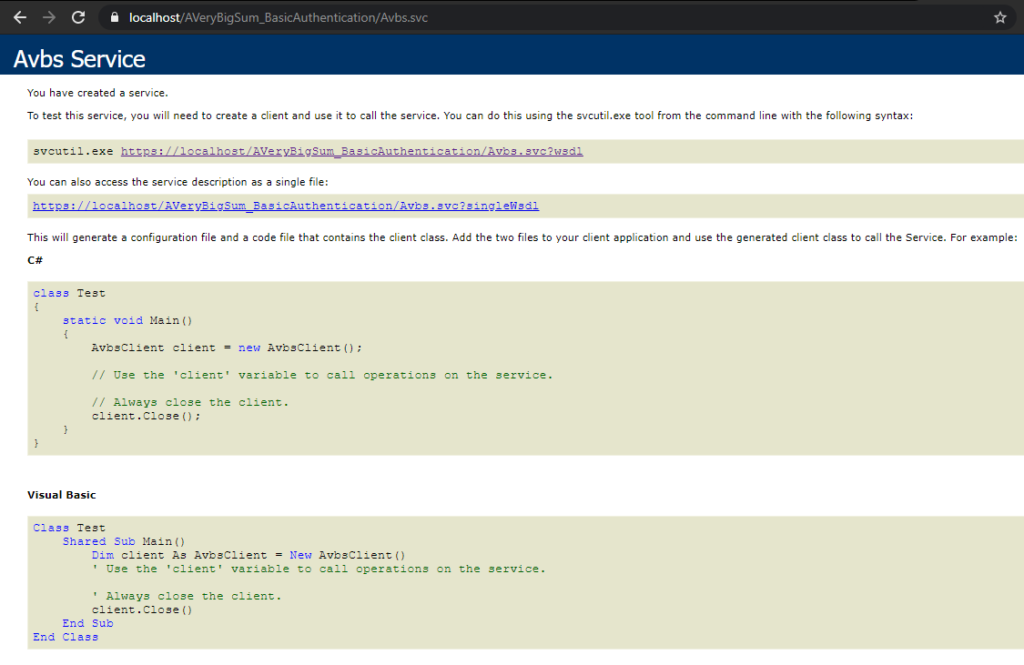 localhost/AVeryBigSum_BasicAuthentication/Avbs.svc
Avbs Service
You have created a service.
To test this service, you will need to create a client and use it to call the service. You can do this using the svcutil.exe tool from the command line with the following syntax:
svcutil.exe https://localhost/AVeryBigSum_BasicAuthentication/Avbs.svc?wsdl
You can also access the service description as a single file:
https://localhost/AVeryBigSum_BasicAuthentication/Avbs.svc?singleWsdl
This will generate a configuration file and a code file that contains the client class. Add the two files to your client application and use the generated client class to call the Service. For example:
C#
class Test
{
    static void Main()
    {
        AvbsClient client = new AvbsClient();
        // Use the 'client' variable to call operations on the service.
        // Always close the client.
        client.Close();
    }
}
Visual Basic
Class Test
    Shared Sub Main()
        Dim client As AvbsClient = New AvbsClient()
        ' Use the 'client' variable to call operations on the service.
        ' Always close the client.
        client.Close()
    End Sub
End Class